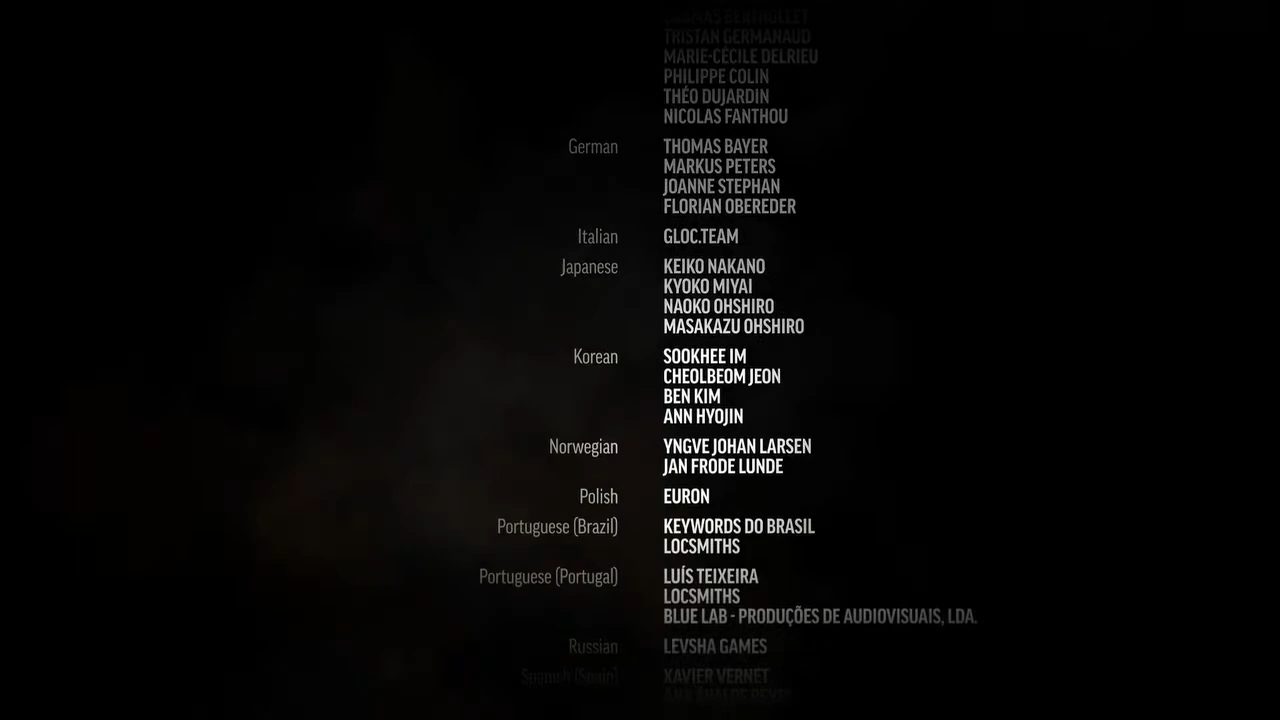 TRISTAN GERMANAUD
MARIE-CÉCILE DELRIEU
PHILIPPE COLIN
THÉO DUJARDIN
NICOLAS FANTHOU
German THOMAS BAYER
MARKUS PETERS
JOANNE STEPHAN
FLORIAN OBEREDER
Italian GLOC.TEAM
Japanese KEIKO NAKANO
KYOKO MIYAI
NAOKO OHSHIRO
MASAKAZU OHSHIRO
Korean SOOKHEE IM
CHEOLBEOM JEON
BEN KIM
ANN HYOJIN
Norwegian YNGVE JOHAN LARSEN
JAN FRODE LUNDE
Polish EURON
Portuguese (Brazil) KEYWORDS DO BRASIL
LOCSMITHS
Portuguese (Portugal) LUÍS TEIXEIRA
LOCSMITHS
BLUE LAB - PRODUÇÕES DE AUDIOVISUAIS, LDA.
Russian LEVSHA GAMES
Spanish (Spain) XAVIER VERNET